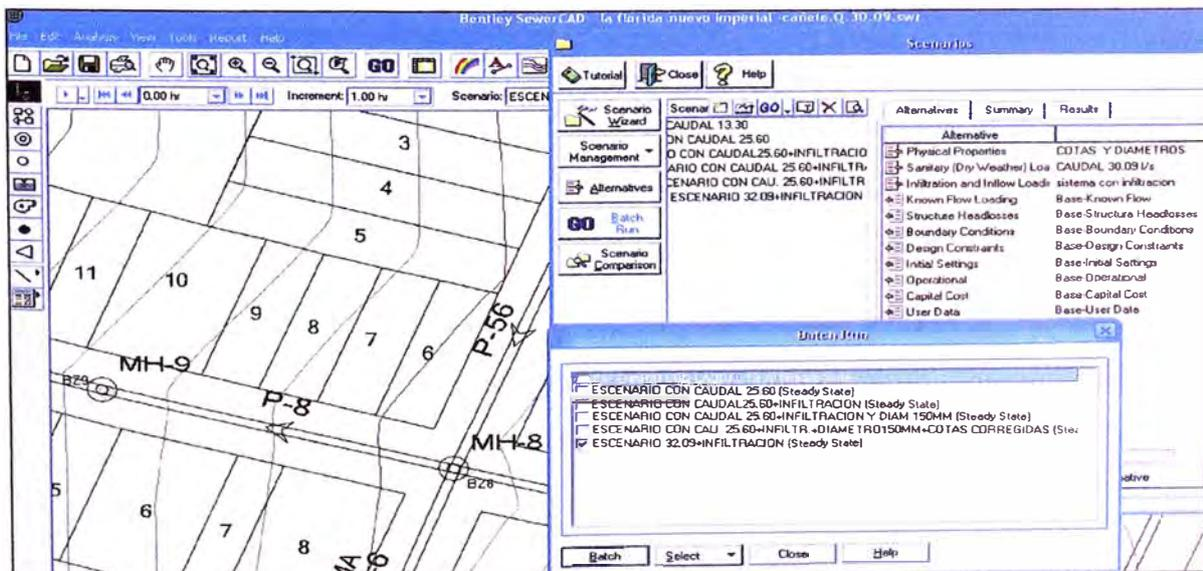 Bentley SewerCAD la florida nuevo imperial -cañete.Q.30.09.swr
File Edit Analysis View Tools Report Help
GO
0.00 hr Increment: 1.00 hr Scenario: ESCEN
Scenarios
Tutorial Close Help
Scenario Wizard
Scenario Management
Alternatives
GO Batch Run
Scenario Comparison
Scenar GO
CAUDAL 13.30
ON CAUDAL 25.60
O CON CAUDAL25.60+INFILTRACIO
ARIO CON CAUDAL 25.60+INFILTR
CENARIO CON CAU. 25.60+INFILTR
ESCENARIO 32.09+INFILTRACION
Alternatives Summary Results
Alternative
Physical Properties COTAS Y DIAMETROS
Sanitary (Dry Weather) Loa CAUDAL 30.09 l/s
Infiltration and Inflow Loadi sistema con infiltracion
Known Flow Loading Base-Known Flow
Structure Headlosses Base-Structure Headlosses
Boundary Conditions Base-Boundary Conditions
Design Constraints Base-Design Constraints
Initial Settings Base-Initial Settings
Operational Base-Operational
Capital Cost Base-Capital Cost
User Data Base-User Data
Batch Run
ESCENARIO CON CAUDAL 25.60 (Steady State)
ESCENARIO CON CAUDAL25.60+INFILTRACION (Steady State)
ESCENARIO CON CAUDAL 25.60+INFILTRACION Y DIAM 150MM (Steady State)
ESCENARIO CON CAU. 25.60+INFILTR.+DIAMETRO150MM+COTAS CORREGIDAS (Stea
ESCENARIO 32.09+INFILTRACION (Steady State)
ative
Batch Select Close Help
3
4
5
11
10
9
8
7
6
P-56
MH-9
BZ9
P-8
MH-8
BZ8
5
6
7
8
MA